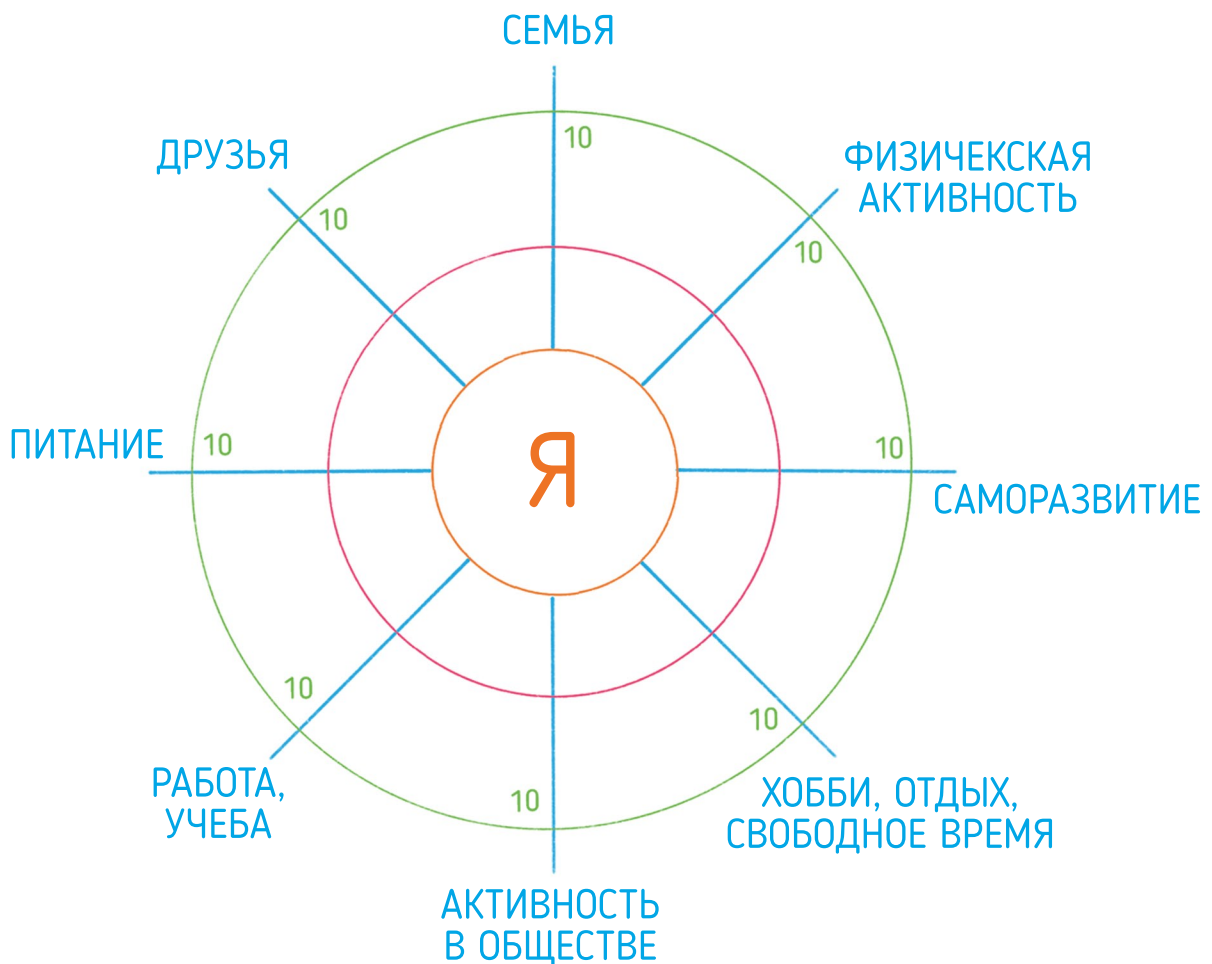 СЕМЬЯ
10
ДРУЗЬЯ
10
ФИЗИЧЕКСКАЯ
АКТИВНОСТЬ
10
ПИТАНИЕ
10
Я
10
САМОРАЗВИТИЕ
10
РАБОТА,
УЧЕБА
10
ХОББИ, ОТДЫХ,
СВОБОДНОЕ ВРЕМЯ
10
АКТИВНОСТЬ
В ОБЩЕСТВЕ